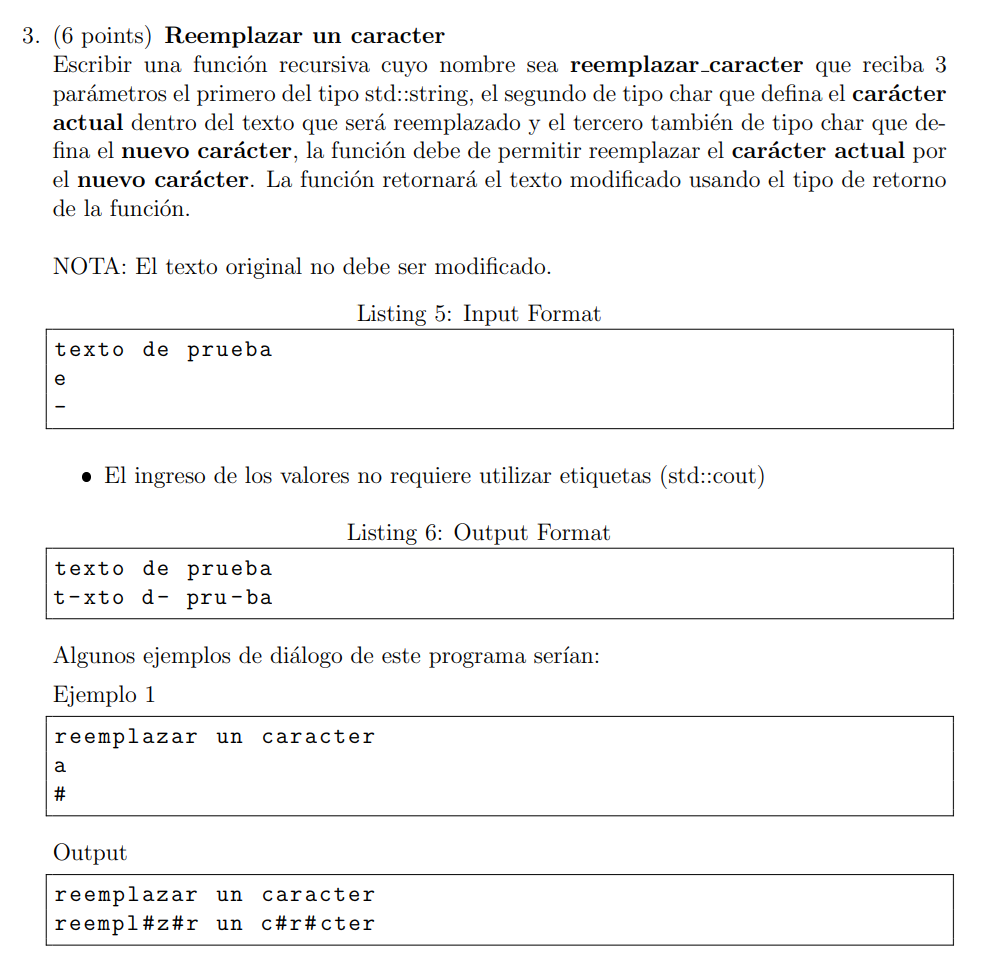 3. (6 points) Reemplazar un caracter
Escribir una función recursiva cuyo nombre sea reemplazar_caracter que reciba 3
parámetros el primero del tipo std::string, el segundo de tipo char que defina el carácter
actual dentro del texto que será reemplazado y el tercero también de tipo char que de-
fina el nuevo carácter, la función debe de permitir reemplazar el carácter actual por
el nuevo carácter. La función retornará el texto modificado usando el tipo de retorno
de la función.
NOTA: El texto original no debe ser modificado.
Listing 5: Input Format
texto de prueba
e
-
• El ingreso de los valores no requiere utilizar etiquetas (std::cout)
Listing 6: Output Format
texto de prueba
t-xto d- pru-ba
Algunos ejemplos de diálogo de este programa serían:
Ejemplo 1
reemplazar un caracter
a
#
Output
reemplazar un caracter
reempl#z#r un c#r#cter